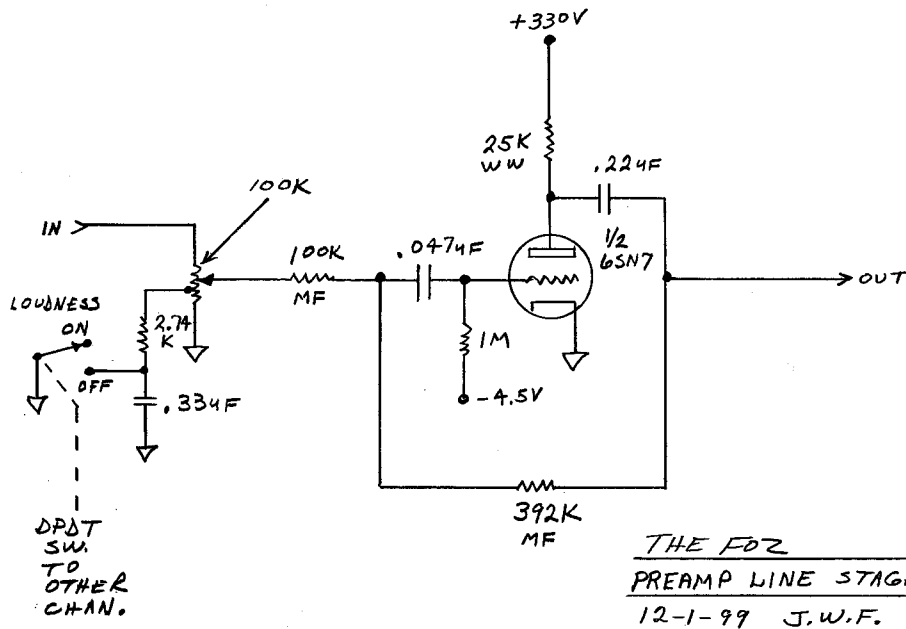 +330V
25K
WW
.22uF
100K
IN
100K
MF
.047uF
1/2
6SN7
OUT
LOUDNESS
ON
2.74
K
1M
OFF
-4.5V
.33uF
392K
MF
DPDT
SW.
TO
OTHER
CHAN.
THE FOZ
PREAMP LINE STAGE
12-1-99 J.W.F.